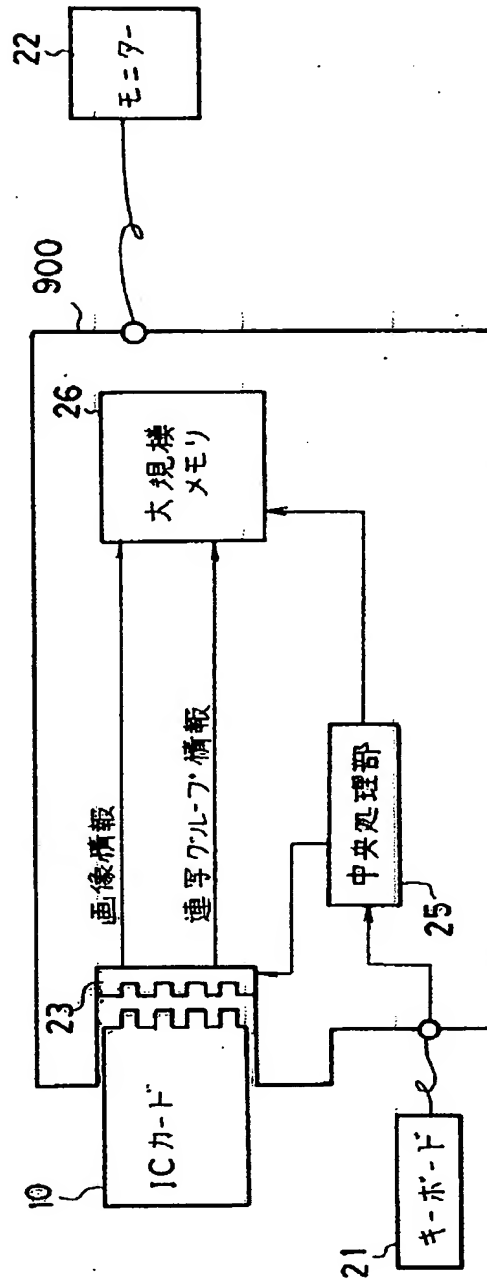 22
モニター
900
26
大規模
メモリ
画像情報
連写グループ情報
23
10
ICカード
中央処理部
25
21
キーボード